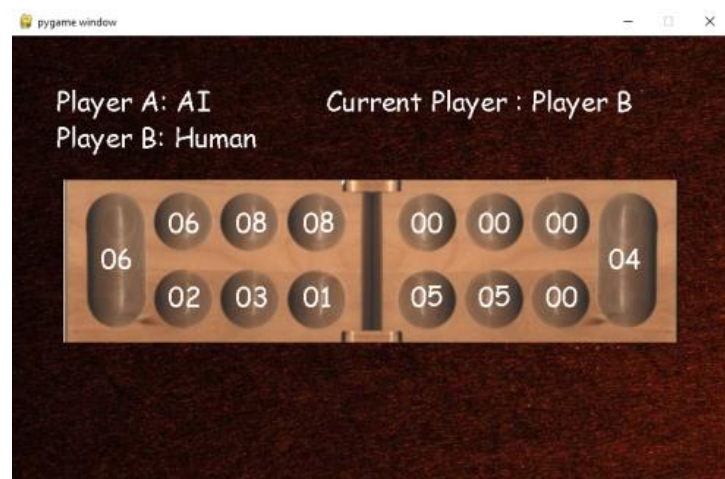 pygame window
Player A: AI
Current Player : Player B
Player B: Human
06 08 08 00 00 00
06 04
02 03 01 05 05 00